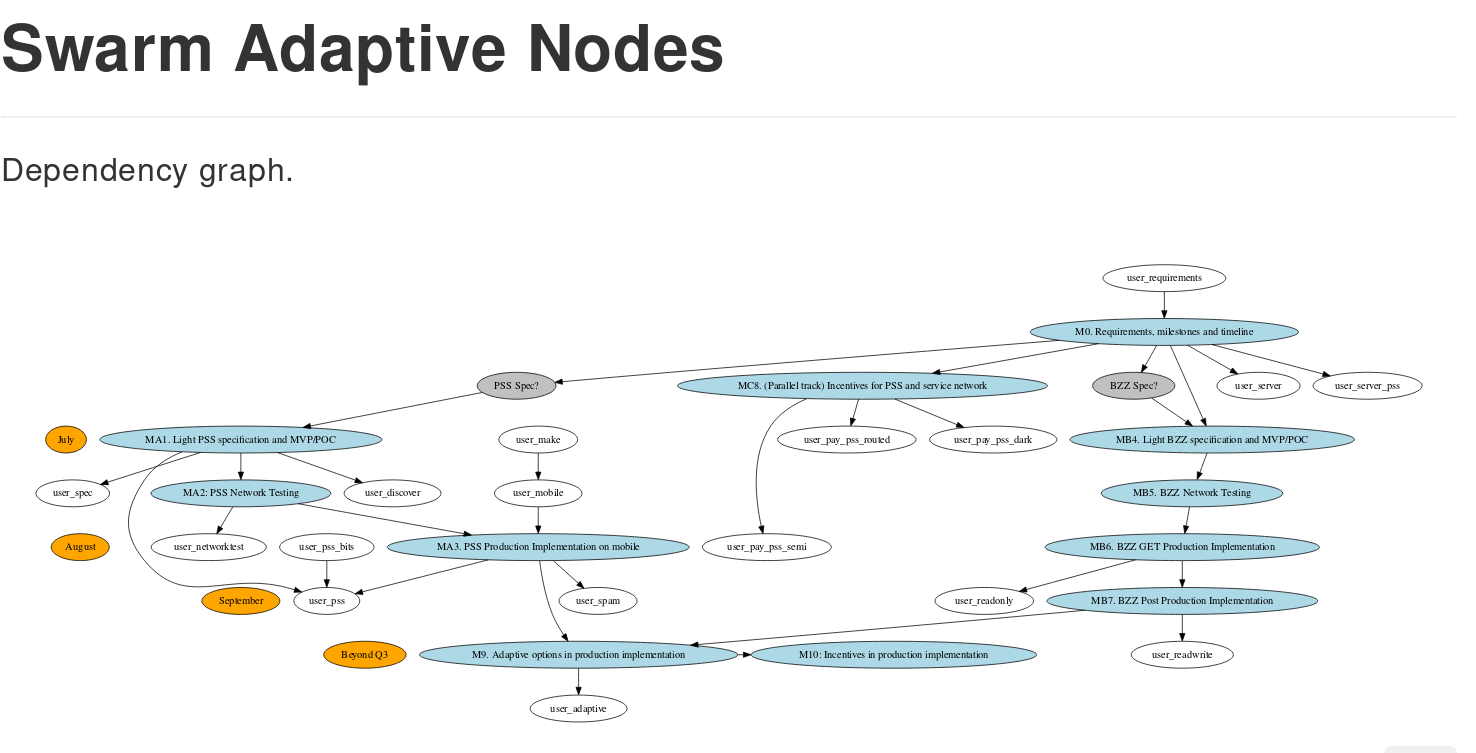 Swarm Adaptive Nodes
Dependency graph.
user_requirements
M0. Requirements, milestones and timeline
PSS Spec?
MC8. (Parallel track) Incentives for PSS and service network
BZZ Spec?
user_server
user_server_pss
July
MA1. Light PSS specification and MVP/POC
user_make
user_pay_pss_routed
user_pay_pss_dark
MB4. Light BZZ specification and MVP/POC
user_spec
MA2: PSS Network Testing
user_discover
user_mobile
MB5. BZZ Network Testing
August
user_networktest
user_pss_bits
MA3. PSS Production Implementation on mobile
user_pay_pss_semi
MB6. BZZ GET Production Implementation
September
user_pss
user_spam
user_readonly
MB7. BZZ Post Production Implementation
Beyond Q3
M9. Adaptive options in production implementation
M10: Incentives in production implementation
user_readwrite
user_adaptive